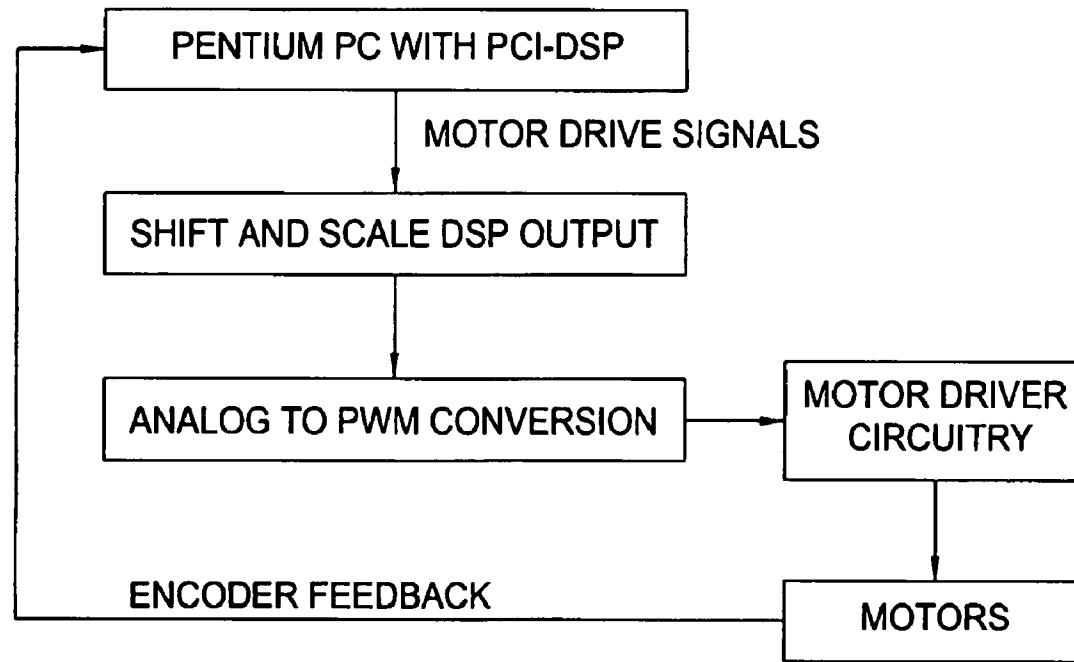 PENTIUM PC WITH PCI-DSP
MOTOR DRIVE SIGNALS
SHIFT AND SCALE DSP OUTPUT
ANALOG TO PWM CONVERSION
MOTOR DRIVER
CIRCUITRY
ENCODER FEEDBACK
MOTORS